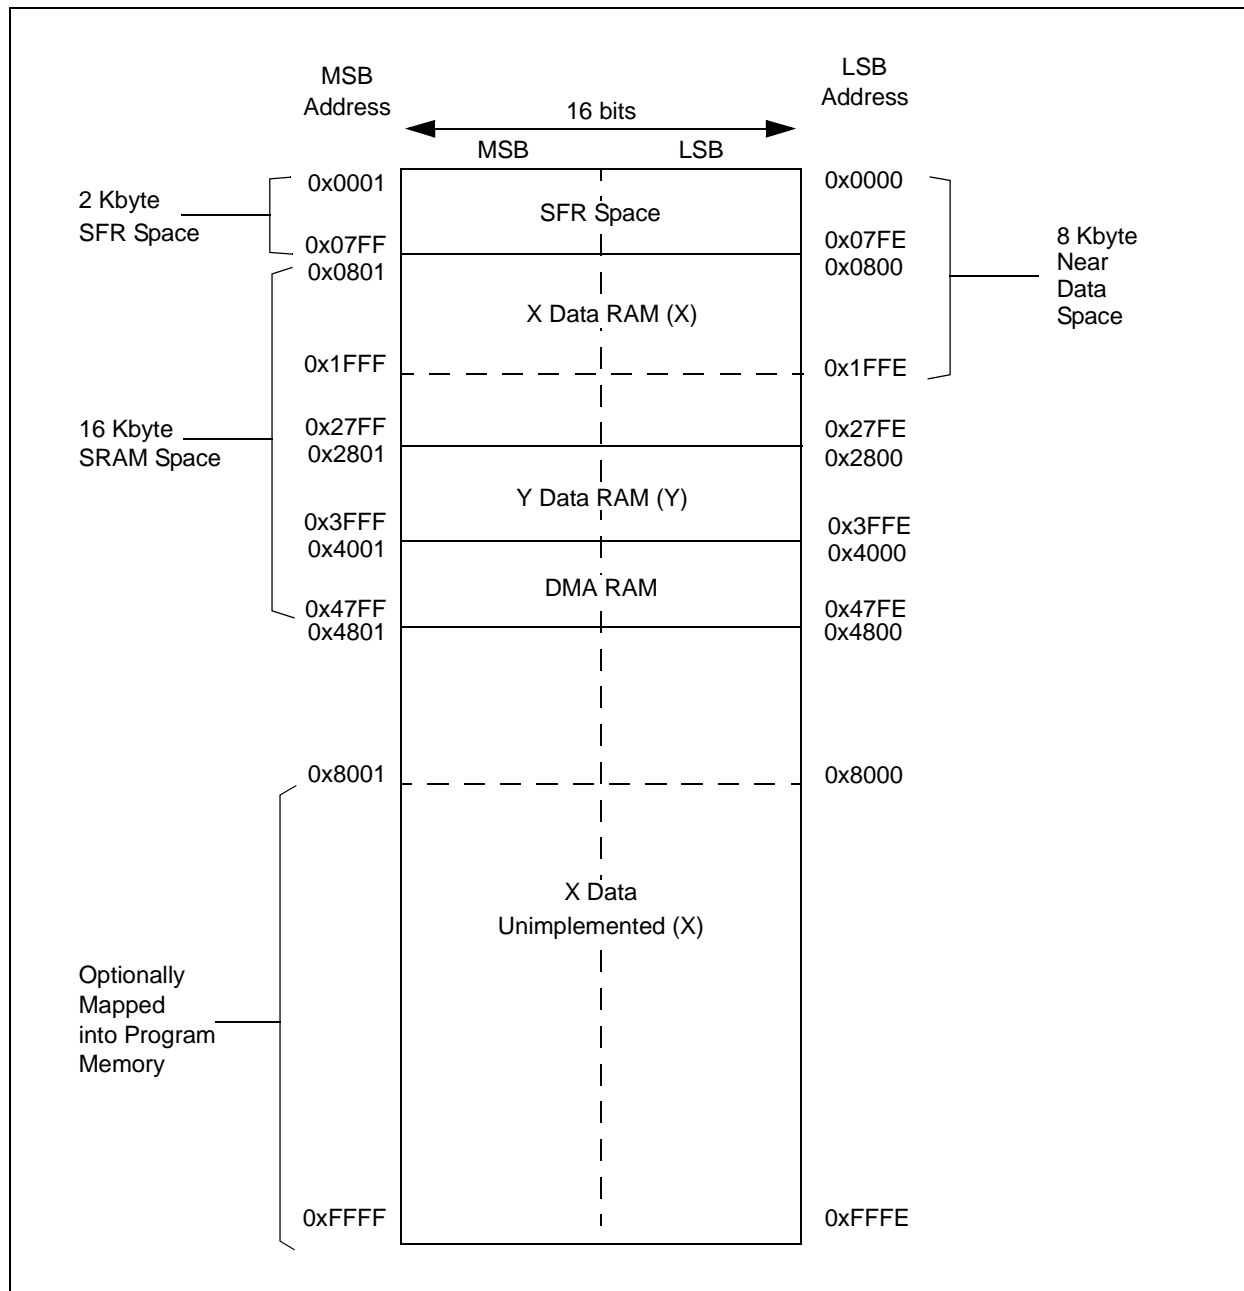 MSB
Address
LSB
Address
16 bits
MSB
LSB
2 Kbyte
SFR Space
0x0001
SFR Space
0x0000
0x07FF
0x07FE
0x0801
0x0800
8 Kbyte
Near
Data
Space
X Data RAM (X)
0x1FFF
0x1FFE
16 Kbyte
SRAM Space
0x27FF
0x27FE
0x2801
0x2800
Y Data RAM (Y)
0x3FFF
0x3FFE
0x4001
0x4000
DMA RAM
0x47FF
0x47FE
0x4801
0x4800
0x8001
0x8000
X Data
Unimplemented (X)
Optionally
Mapped
into Program
Memory
0xFFFF
0xFFFE